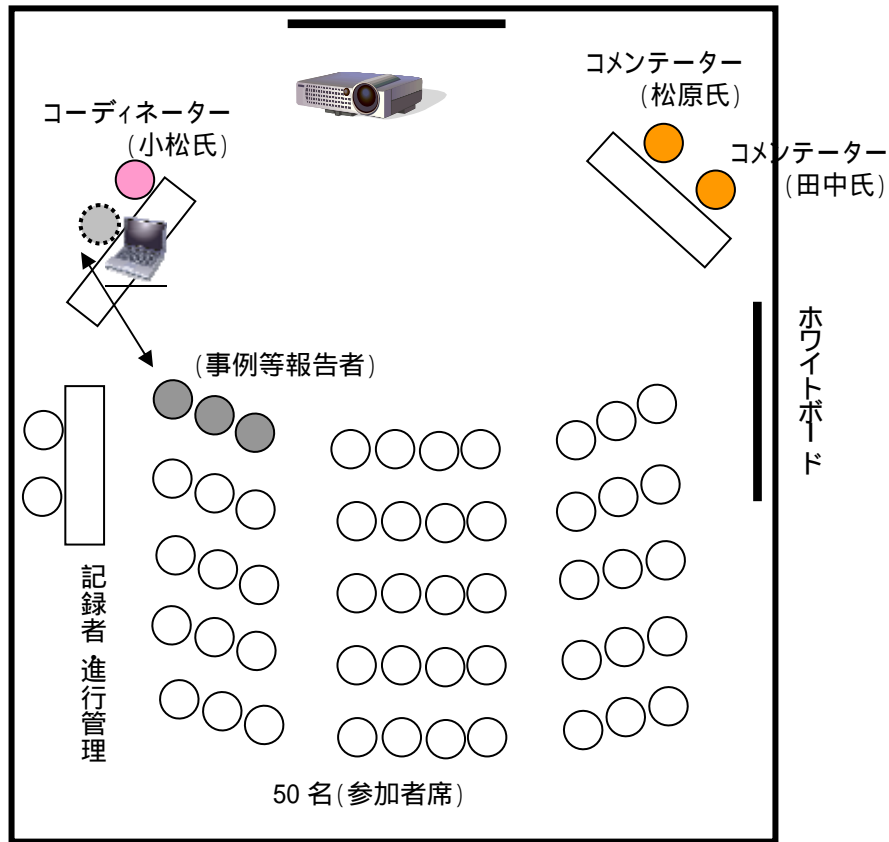 コメンテーター
(松原氏)
コーディネーター
(小松氏)
コメンテーター
(田中氏)
ホワイトボード
(事例等報告者)
記録者・進行管理
50 名(参加者席)